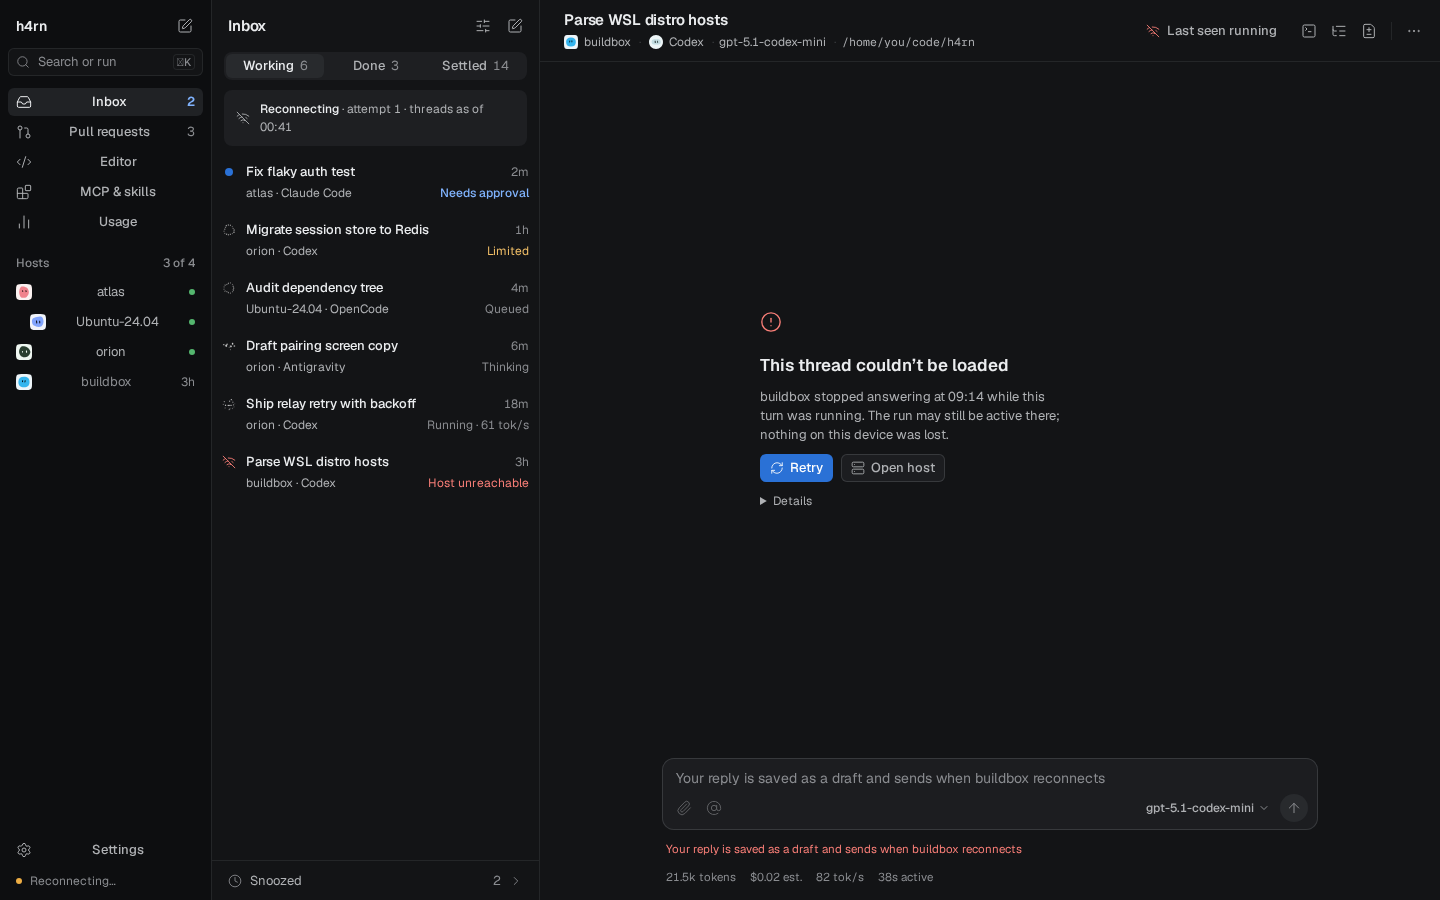 h4rn
Search or run
K
Inbox 2
Pull requests 3
Editor
MCP & skills
Usage
Hosts 3 of 4
atlas
Ubuntu-24.04
orion
buildbox 3h
Settings
Reconnecting…
Inbox
Working 6 Done 3 Settled 14
Reconnecting · attempt 1 · threads as of
00:41
Fix flaky auth test 2m
atlas · Claude Code Needs approval
Migrate session store to Redis 1h
orion · Codex Limited
Audit dependency tree 4m
Ubuntu-24.04 · OpenCode Queued
Draft pairing screen copy 6m
orion · Antigravity Thinking
Ship relay retry with backoff 18m
orion · Codex Running · 61 tok/s
Parse WSL distro hosts 3h
buildbox · Codex Host unreachable
Snoozed 2
Parse WSL distro hosts
buildbox · Codex · gpt-5.1-codex-mini · /home/you/code/h4rn
Last seen running
This thread couldn’t be loaded
buildbox stopped answering at 09:14 while this
turn was running. The run may still be active there;
nothing on this device was lost.
Retry Open host
Details
Your reply is saved as a draft and sends when buildbox reconnects
gpt-5.1-codex-mini
Your reply is saved as a draft and sends when buildbox reconnects
21.5k tokens $0.02 est. 82 tok/s 38s active